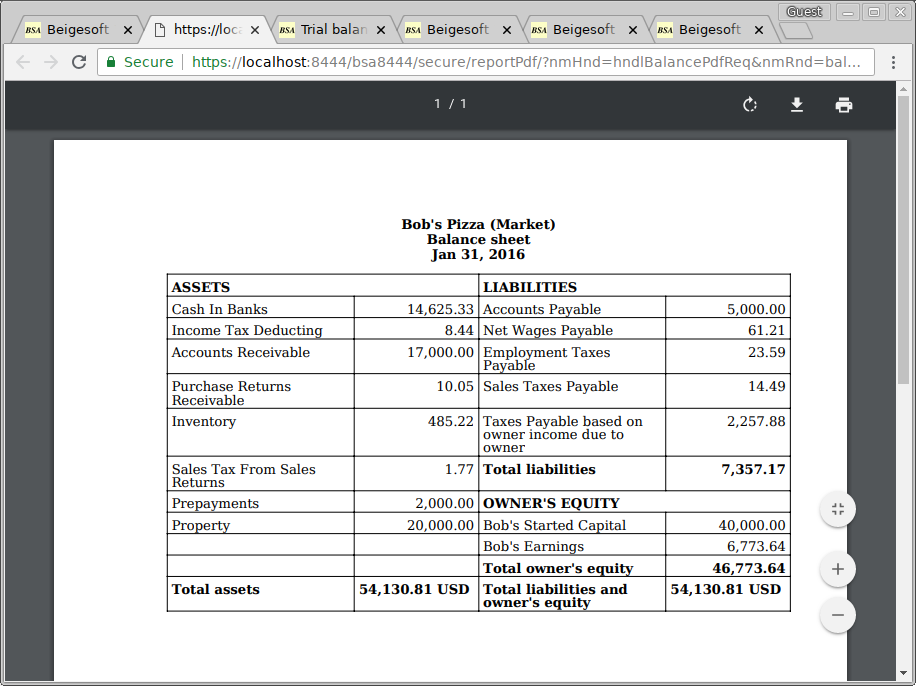 Guest
BSA Beigesoft
https://loca
BSA Trial balan
BSA Beigesoft
BSA Beigesoft
BSA Beigesoft
Secure https://localhost:8444/bsa8444/secure/reportPdf/?nmHnd=hndlBalancePdfReq&nmRnd=bal...
1 / 1
Bob's Pizza (Market)
Balance sheet
Jan 31, 2016
ASSETS LIABILITIES
Cash In Banks 14,625.33 Accounts Payable 5,000.00
Income Tax Deducting 8.44 Net Wages Payable 61.21
Accounts Receivable 17,000.00 Employment Taxes 23.59
Payable
Purchase Returns 10.05 Sales Taxes Payable 14.49
Receivable
Inventory 485.22 Taxes Payable based on 2,257.88
owner income due to
owner
Sales Tax From Sales 1.77 Total liabilities 7,357.17
Returns
Prepayments 2,000.00 OWNER'S EQUITY
Property 20,000.00 Bob's Started Capital 40,000.00
Bob's Earnings 6,773.64
Total owner's equity 46,773.64
Total assets 54,130.81 USD Total liabilities and 54,130.81 USD
owner's equity